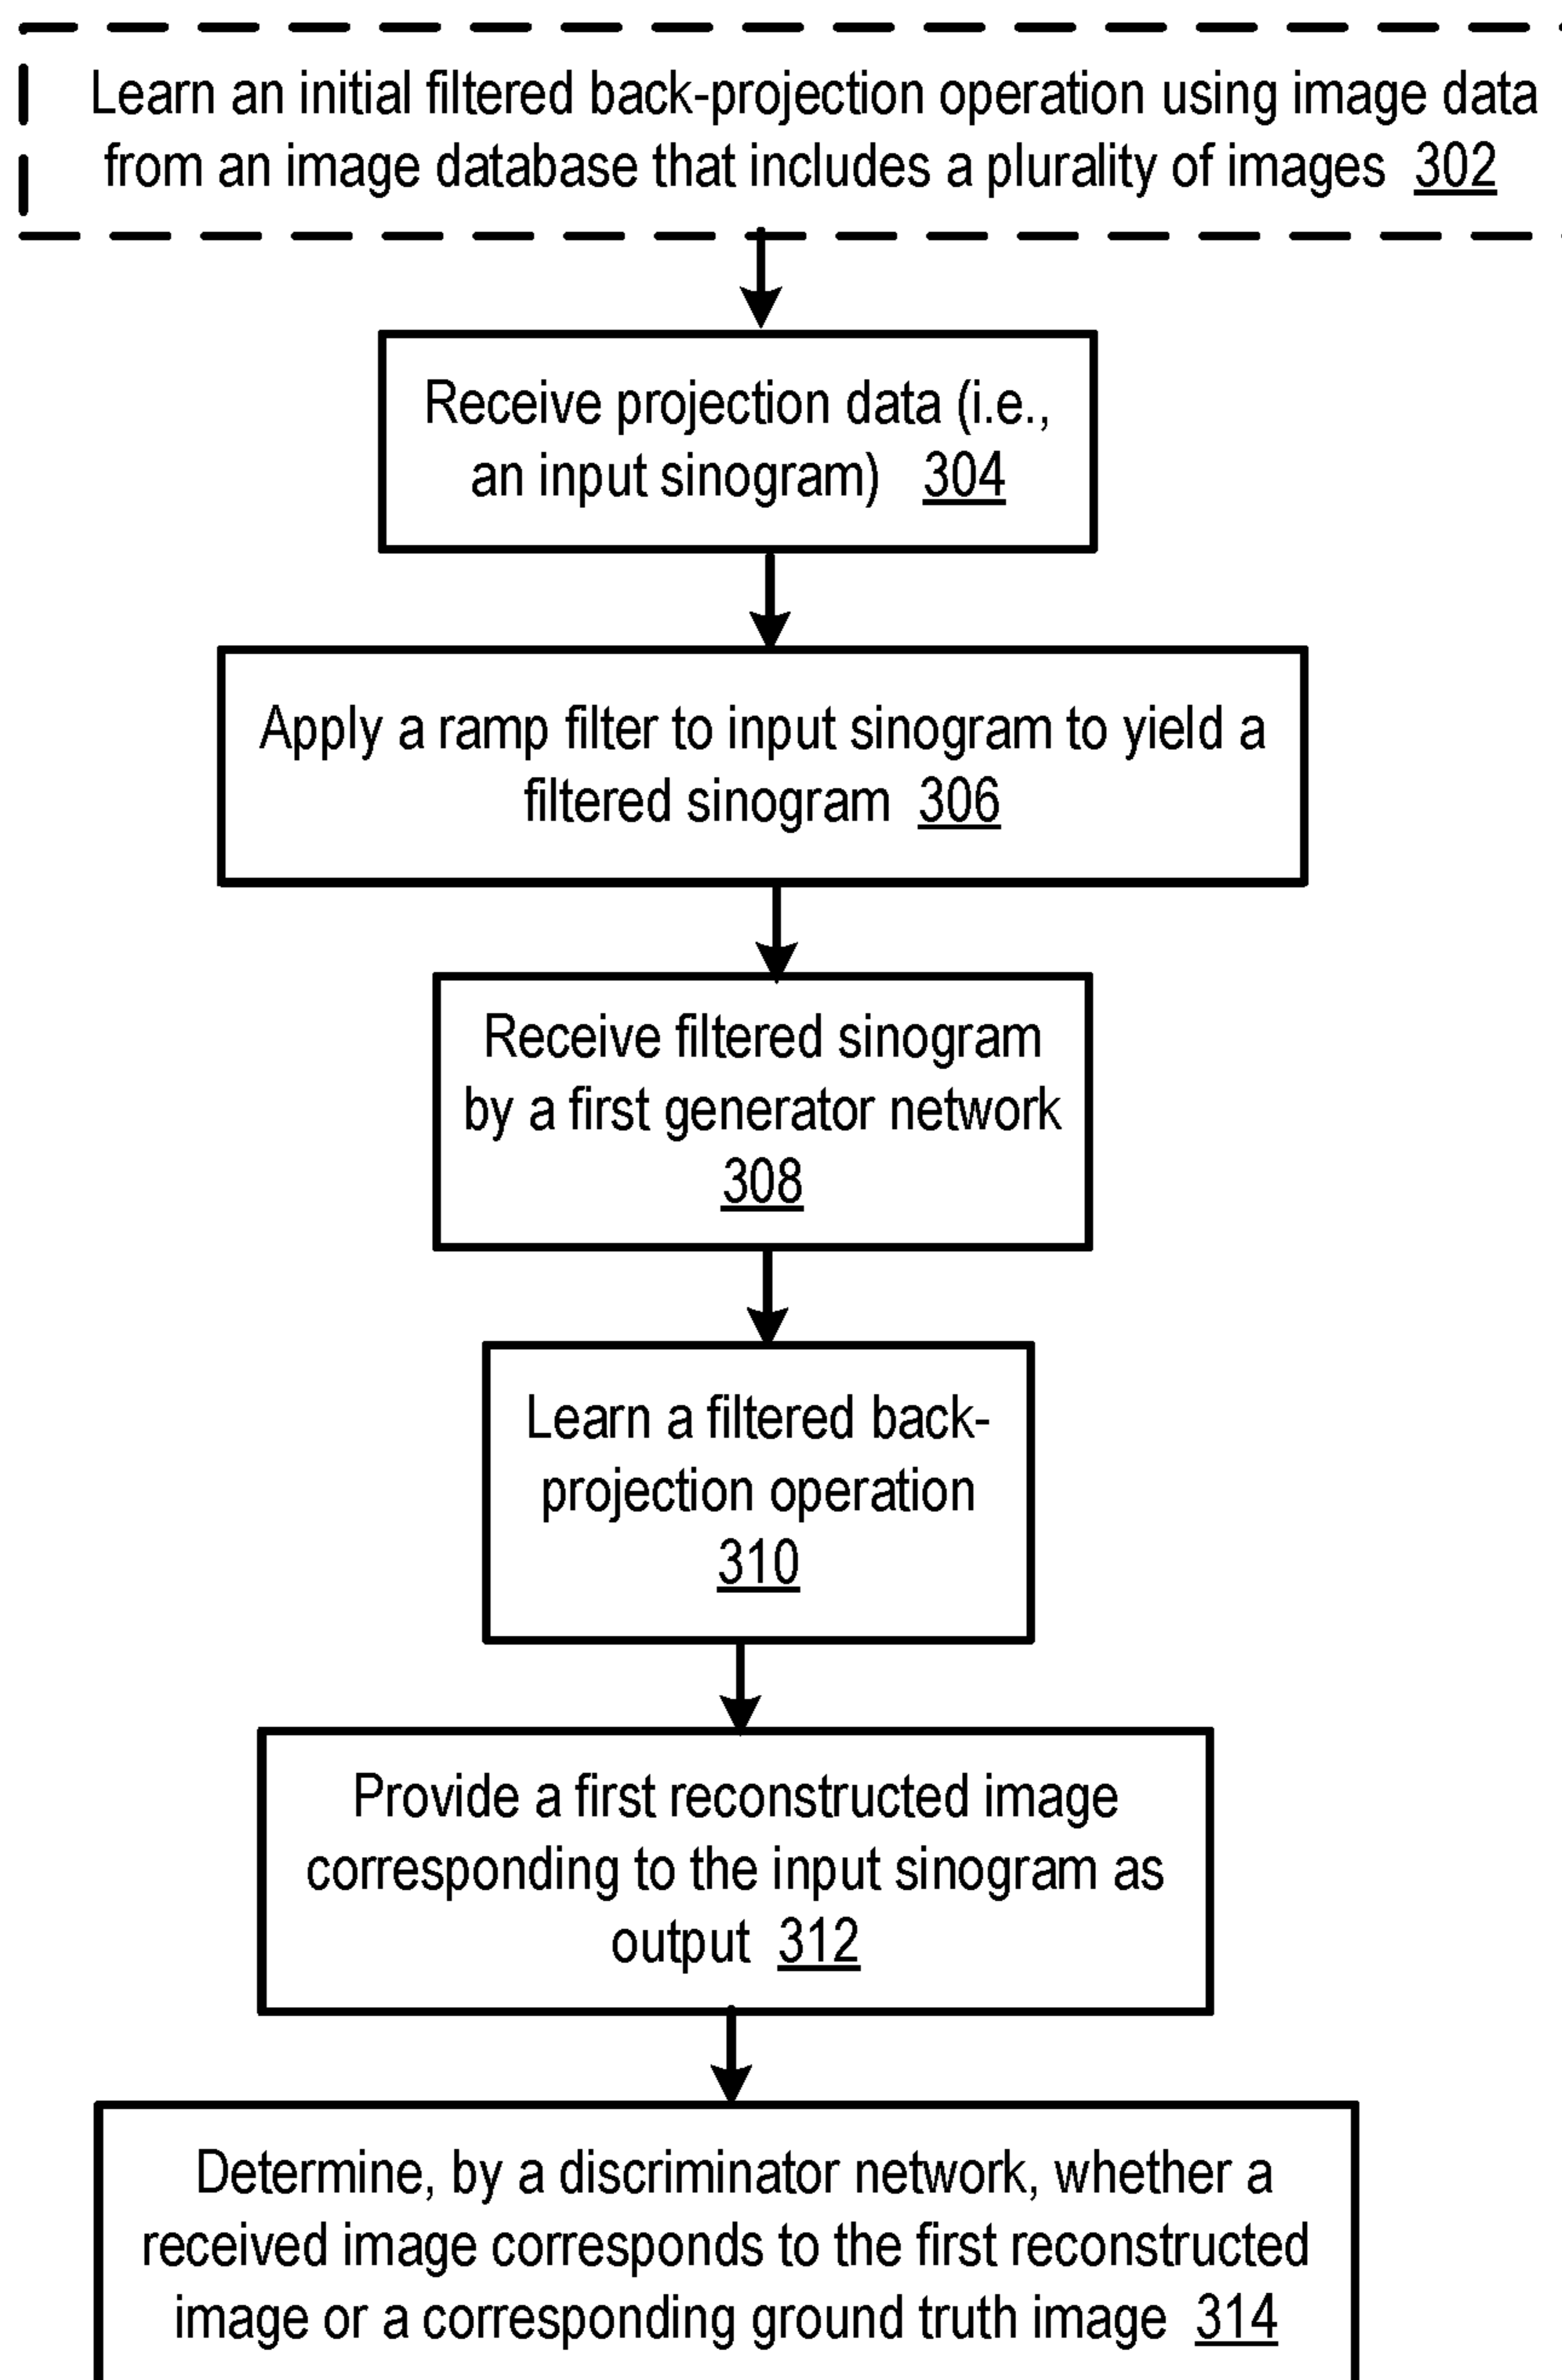 Learn an initial filtered back-projection operation using image data
from an image database that includes a plurality of images 302
Receive projection data (i.e.,
an input sinogram) 304
Apply a ramp filter to input sinogram to yield a
filtered sinogram 306
Receive filtered sinogram
by a first generator network
308
Learn a filtered back-
projection operation
310
Provide a first reconstructed image
corresponding to the input sinogram as
output 312
Determine, by a discriminator network, whether a
received image corresponds to the first reconstructed
image or a corresponding ground truth image 314